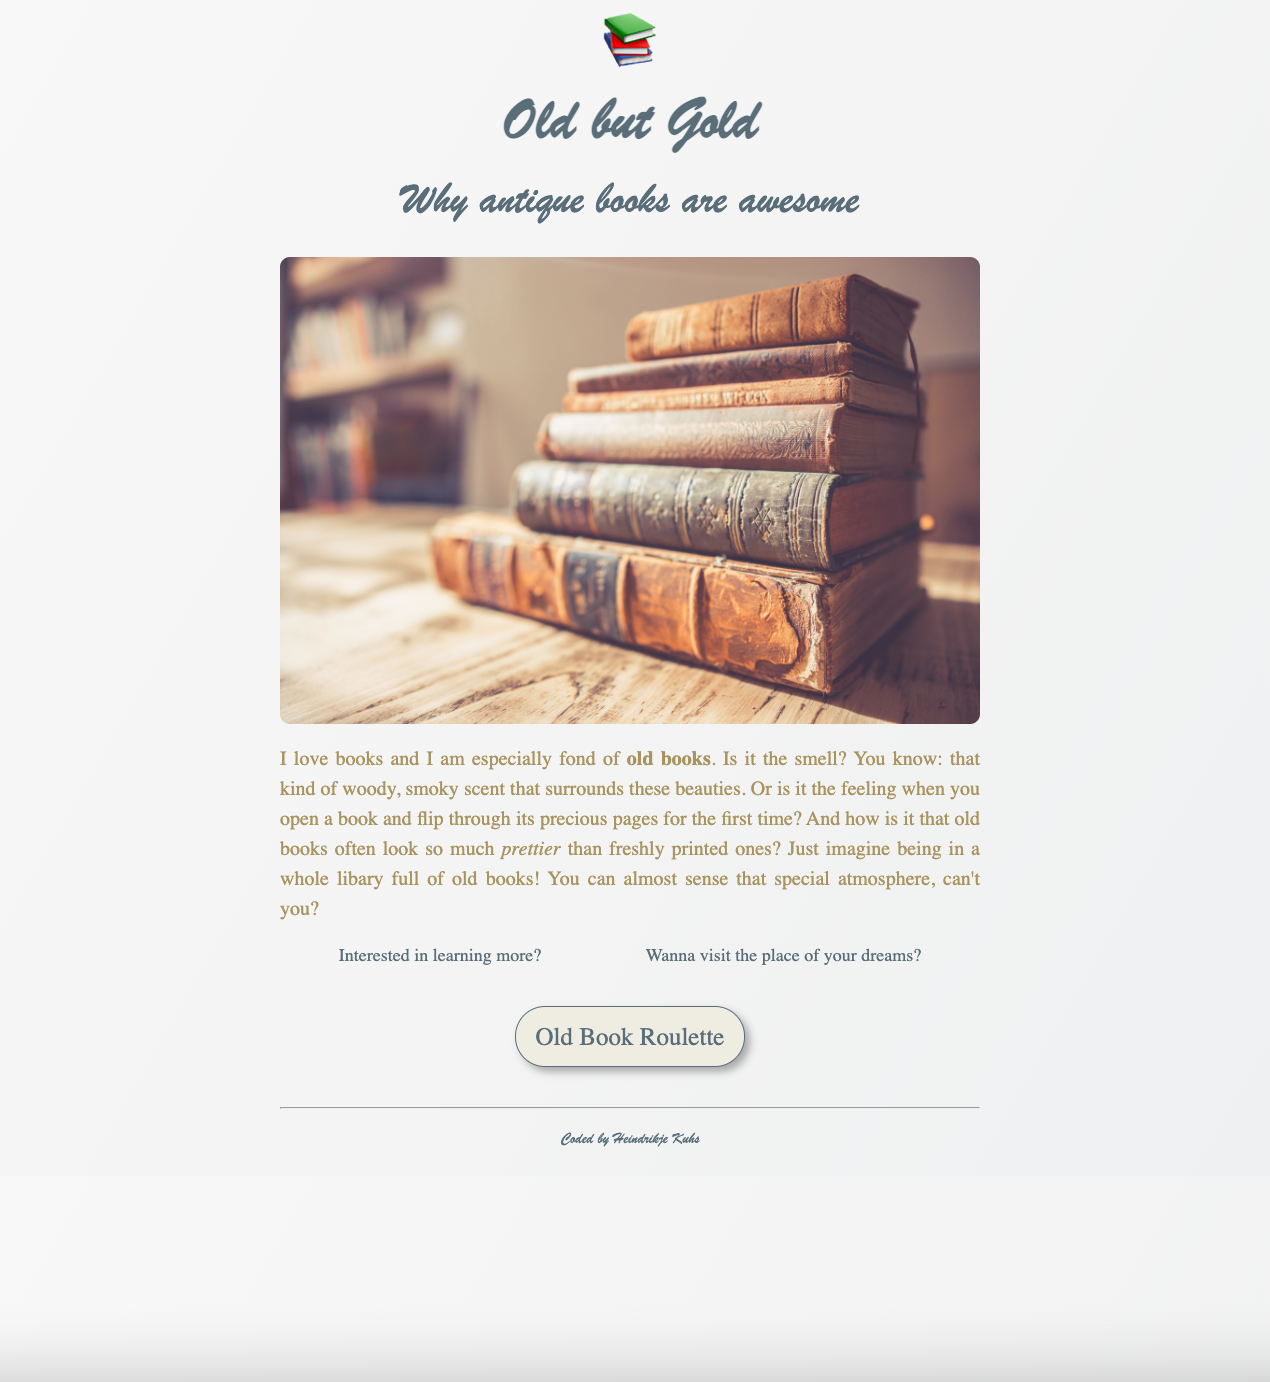 Old but Gold
Why antique books are awesome
I love books and I am especially fond of old books. Is it the smell? You know: that
kind of woody, smoky scent that surrounds these beauties. Or is it the feeling when you
open a book and flip through its precious pages for the first time? And how is it that old
books often look so much prettier than freshly printed ones? Just imagine being in a
whole libary full of old books! You can almost sense that special atmosphere, can't
you?
Interested in learning more?
Wanna visit the place of your dreams?
Old Book Roulette
Coded by Heindrikje Kuhs